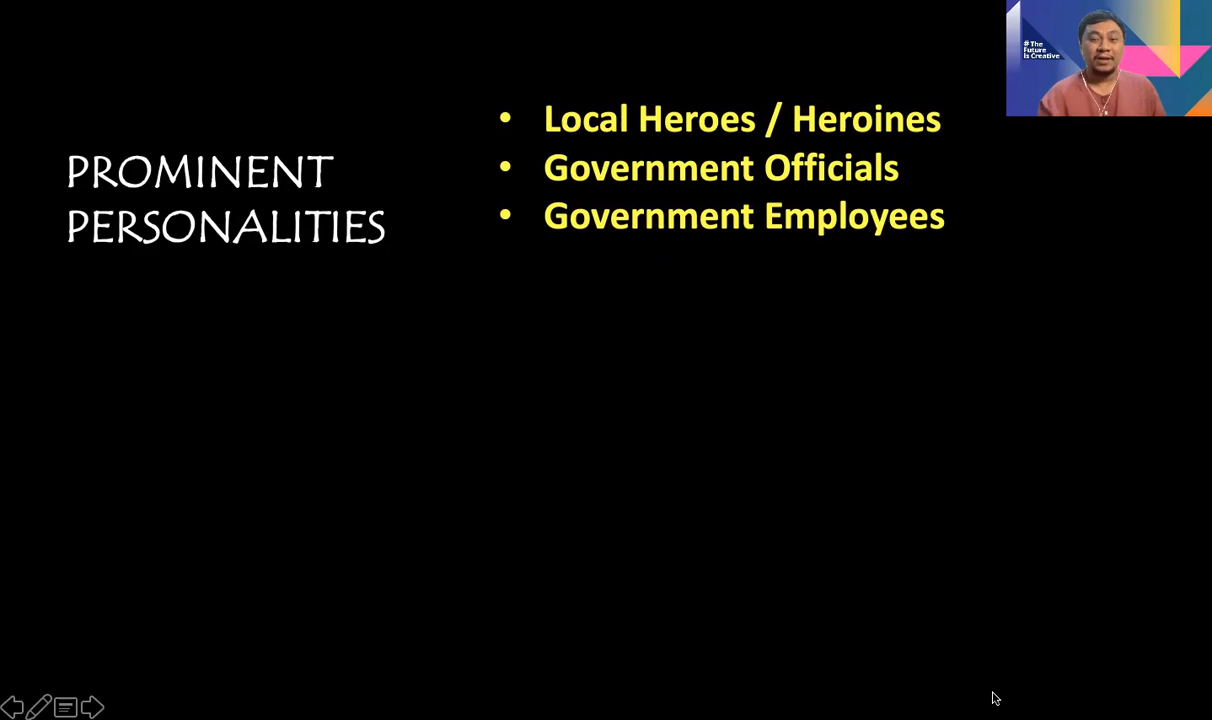 PROMINENT
PERSONALITIES
• Local Heroes / Heroines
• Government Officials
• Government Employees
# The
Future
Is Creative